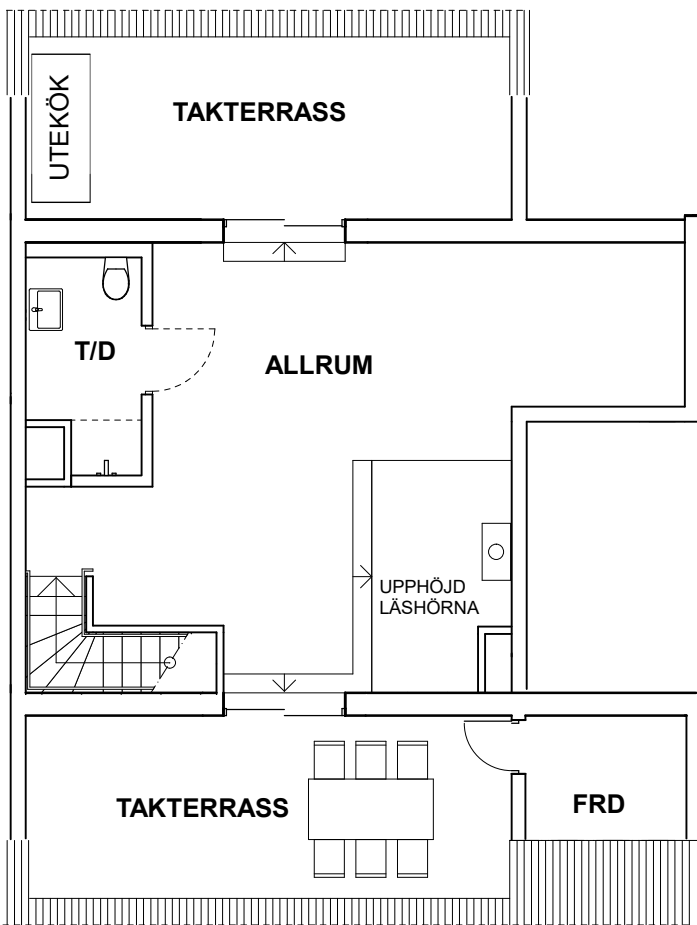 UTEKÖK
TAKTERRASS
T/D
ALLRUM
UPPHÖJD
LÄSHÖRNA
TAKTERRASS
FRD